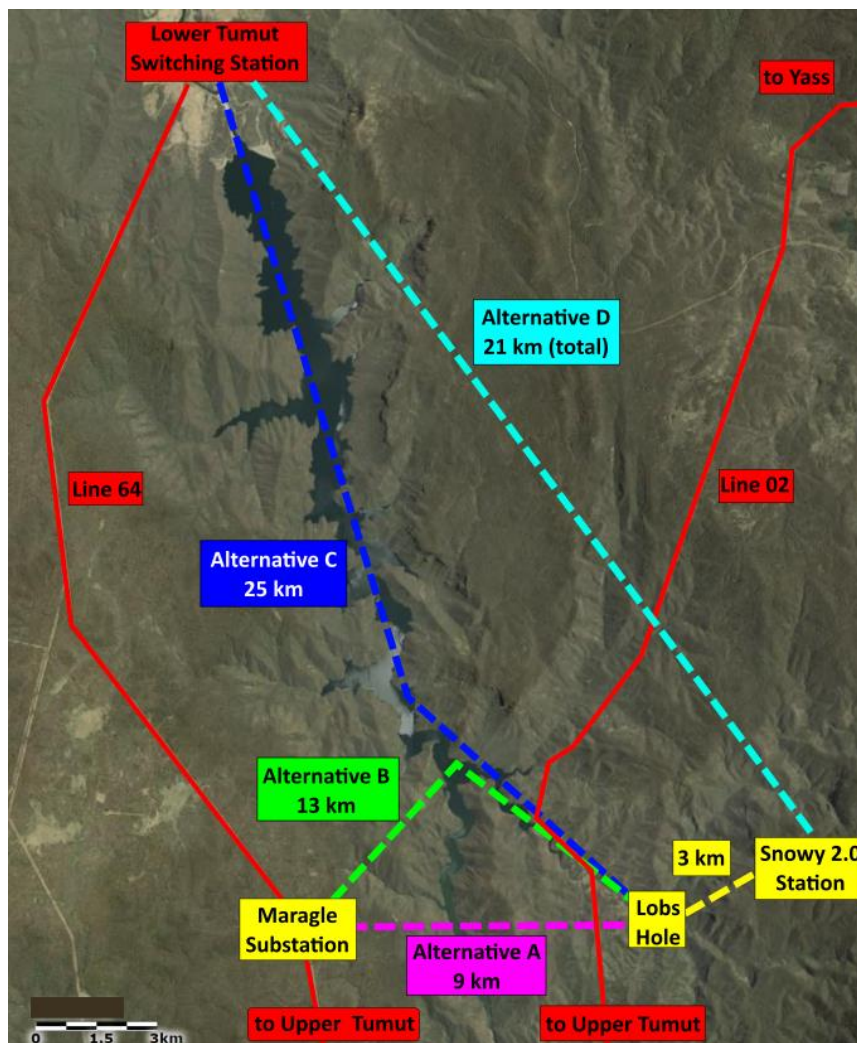 Lower Tumut
Switching Station
to Yass
Alternative D
21 km (total)
Line 64
Line 02
Alternative C
25 km
Alternative B
13 km
3 km
Snowy 2.0
Station
Maragle
Substation
Lobs
Hole
Alternative A
9 km
to Upper Tumut
to Upper Tumut
0 1.5 3km